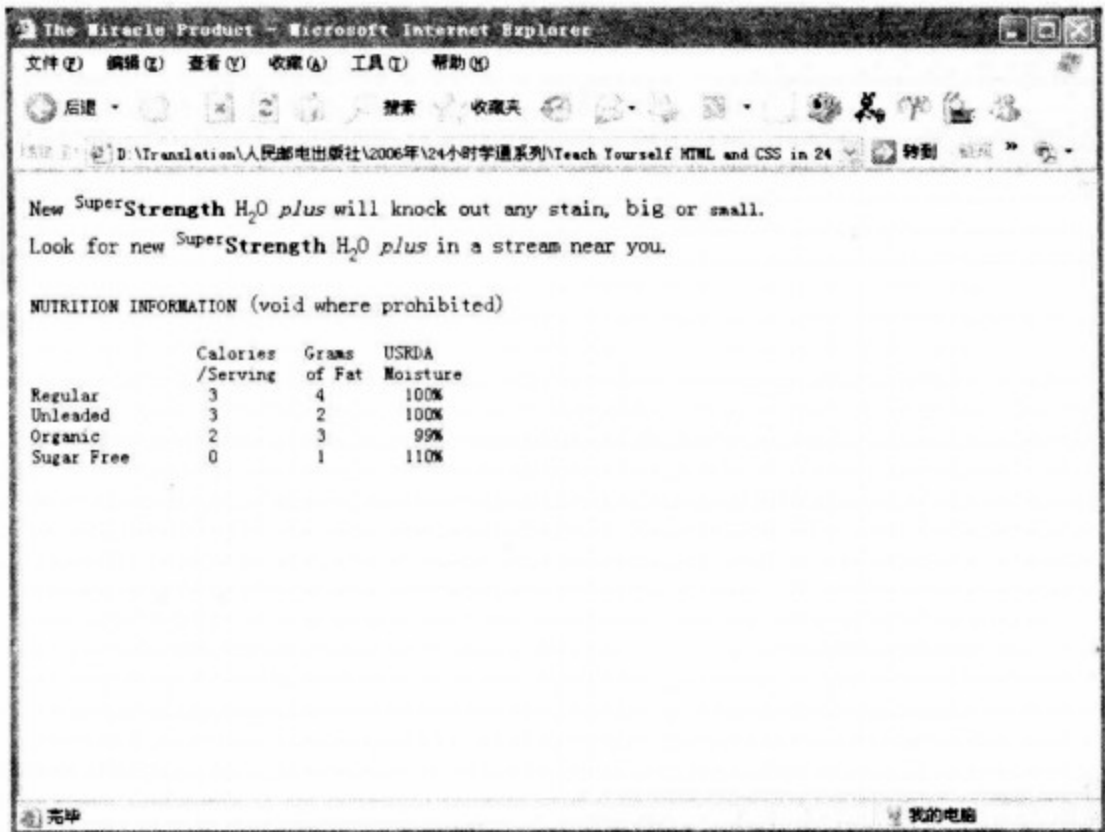 The Miracle Product - Microsoft Internet Explorer
文件(F) 编辑(E) 查看(V) 收藏(A) 工具(T) 帮助(H)
后退 搜索 收藏夹
D:\Translation\人民邮电出版社\2006年\24小时学通系列\Teach Yourself HTML and CSS in 24 转到 »
New SuperStrength H2O plus will knock out any stain, big or small.
Look for new SuperStrength H2O plus in a stream near you.
NUTRITION INFORMATION (void where prohibited)
Calories Grams USRDA
/Serving of Fat Moisture
Regular 3 4 100%
Unleaded 3 2 100%
Organic 2 3 99%
Sugar Free 0 1 110%
完毕 我的电脑